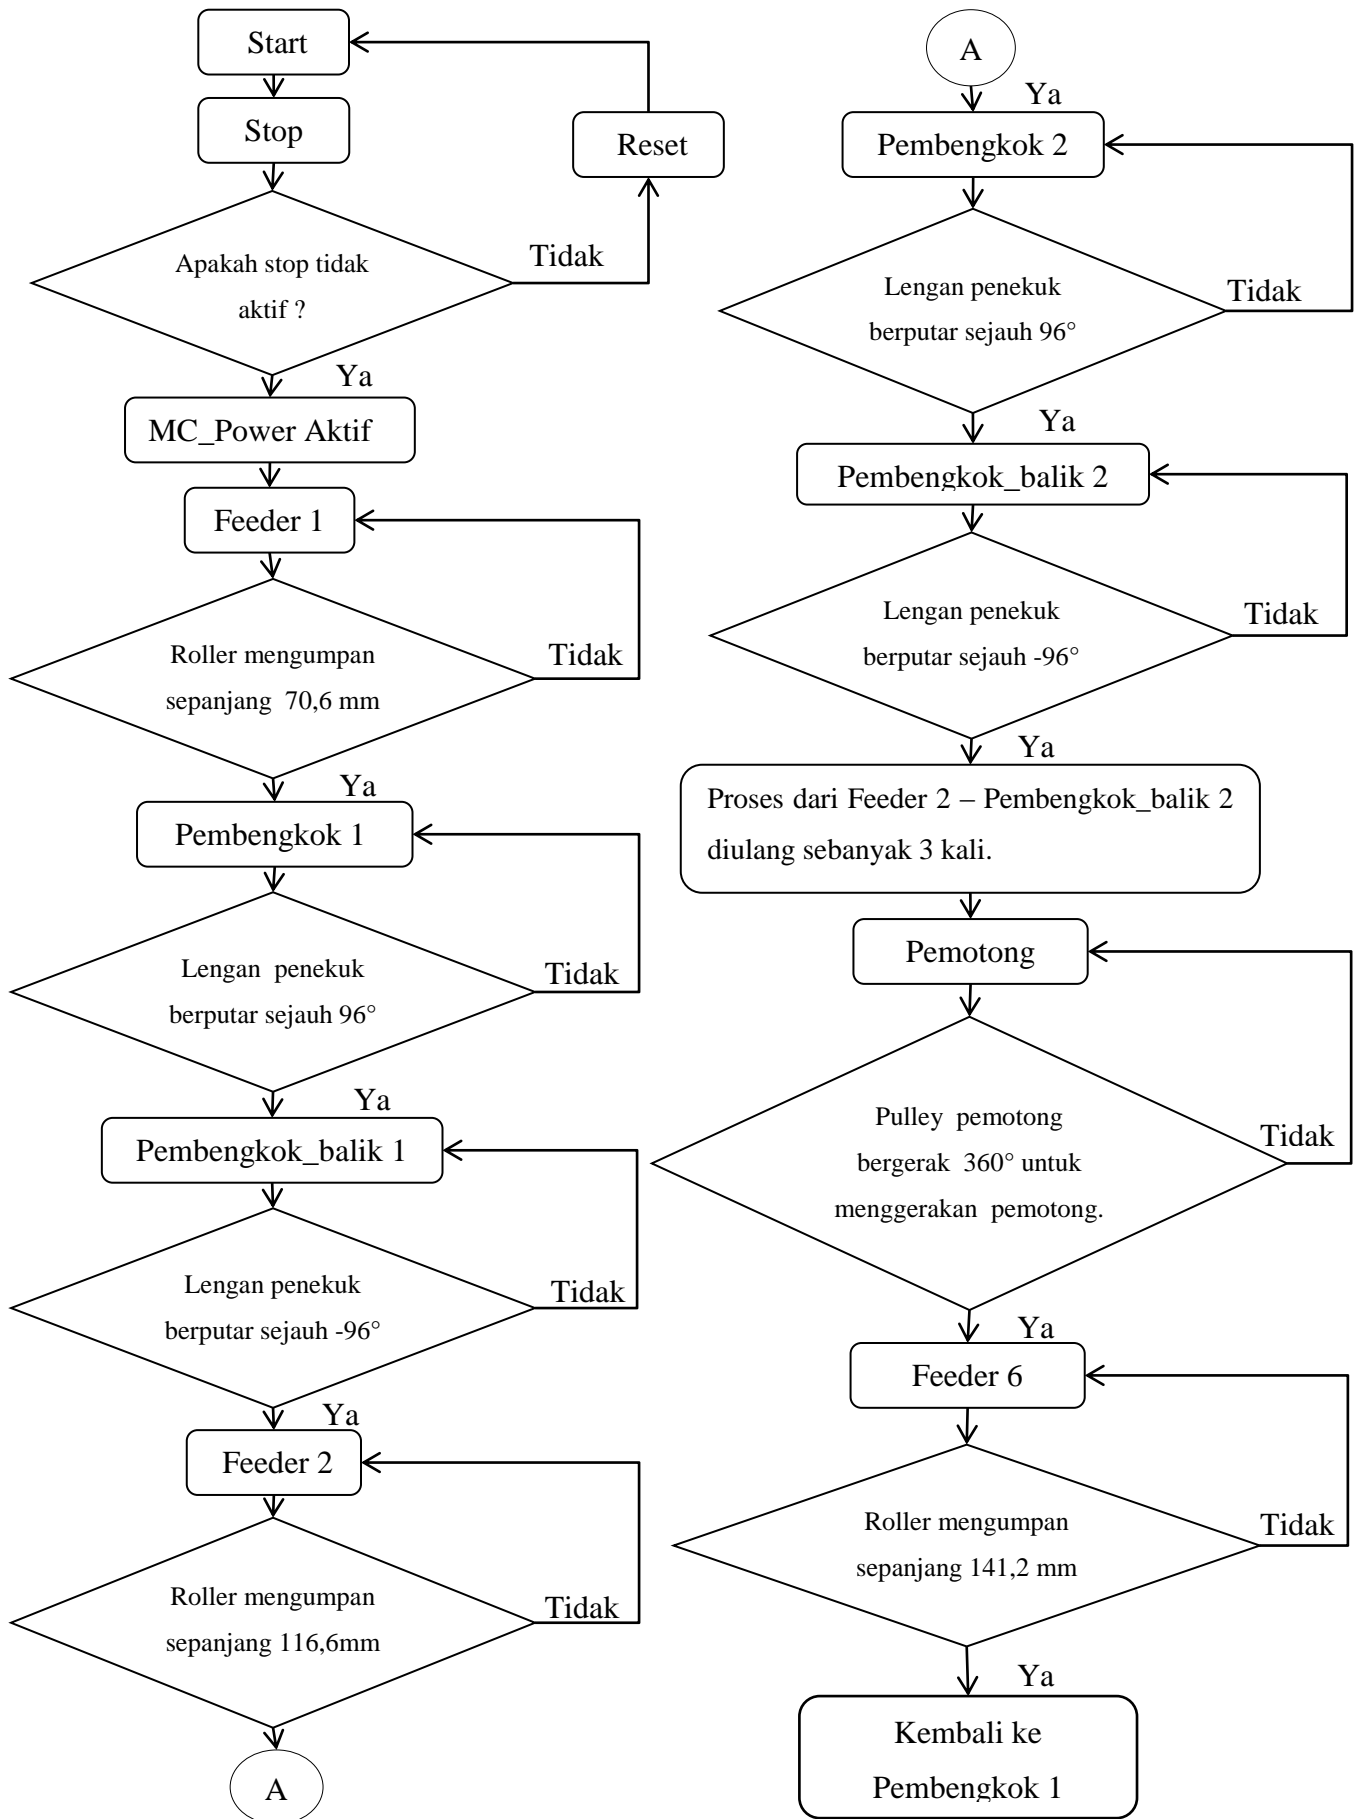 Start
Stop
Reset
Apakah stop tidak
aktif ?
Tidak
Ya
MC_Power Aktif
Feeder 1
Roller mengumpan
sepanjang 70,6 mm
Tidak
Ya
Pembengkok 1
Lengan penekuk
berputar sejauh 96°
Tidak
Ya
Pembengkok_balik 1
Lengan penekuk
berputar sejauh -96°
Tidak
Ya
Feeder 2
Roller mengumpan
sepanjang 116,6mm
Tidak
A
A
Ya
Pembengkok 2
Lengan penekuk
berputar sejauh 96°
Tidak
Ya
Pembengkok_balik 2
Lengan penekuk
berputar sejauh -96°
Tidak
Ya
Proses dari Feeder 2 – Pembengkok_balik 2
diulang sebanyak 3 kali.
Pemotong
Pulley pemotong
bergerak 360° untuk
menggerakan pemotong.
Tidak
Ya
Feeder 6
Roller mengumpan
sepanjang 141,2 mm
Tidak
Ya
Kembali ke
Pembengkok 1